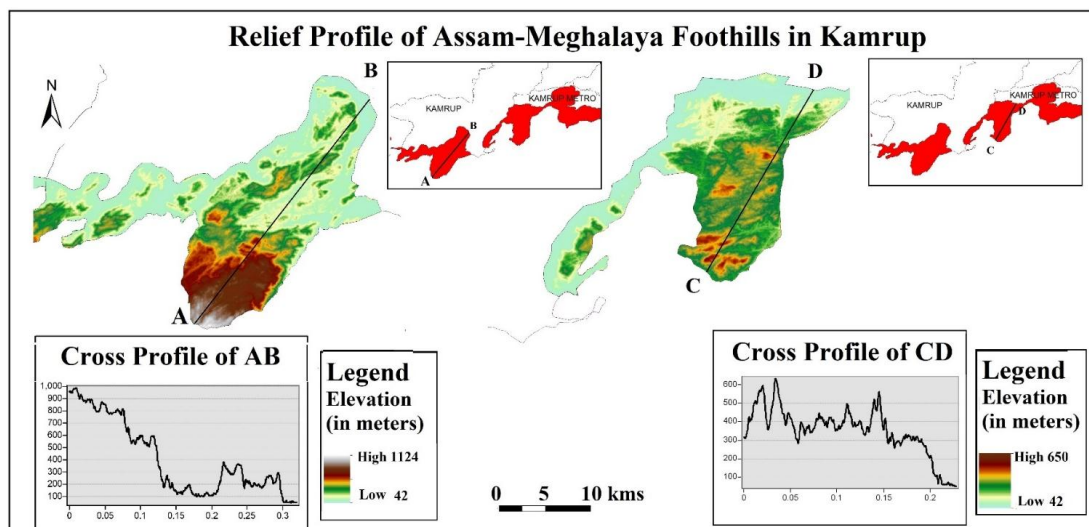 Relief Profile of Assam-Meghalaya Foothills in Kamrup
N
B
A
KAMRUP
KAMRUP METRO
B
A
D
C
KAMRUP
KAMRUP METRO
D
C
Cross Profile of AB
1,000
900
800
700
600
500
400
300
200
100
0 0.05 0.1 0.15 0.2 0.25 0.3
Legend
Elevation
(in meters)
High 1124
Low 42
0 5 10 kms
Cross Profile of CD
600
500
400
300
200
100
0 0.05 0.1 0.15 0.2
Legend
Elevation
(in meters)
High 650
Low 42